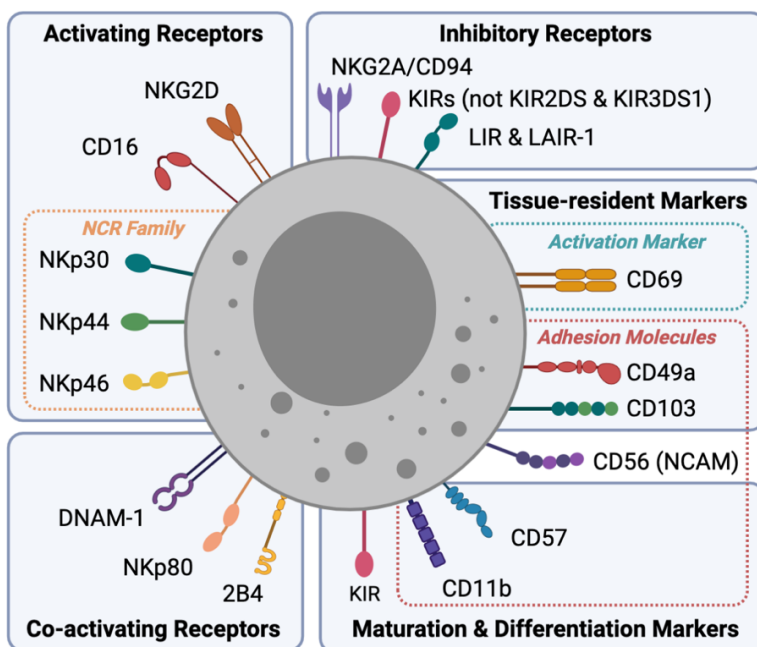 Activating Receptors
NKG2D
CD16
NCR Family
NKp30
NKp44
NKp46
Inhibitory Receptors
NKG2A/CD94
KIRs (not KIR2DS & KIR3DS1)
LIR & LAIR-1
Tissue-resident Markers
Activation Marker
CD69
Adhesion Molecules
CD49a
CD103
CD56 (NCAM)
DNAM-1
NKp80
2B4
Co-activating Receptors
KIR
CD11b
CD57
Maturation & Differentiation Markers